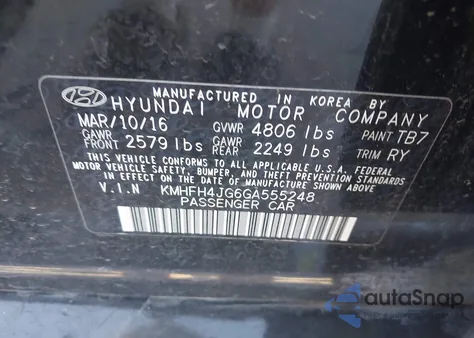 MANUFACTURED IN KOREA BY
HYUNDAI MOTOR COMPANY
MAR/10/16 GVWR 4806 lbs PAINT TB7
GAWR FRONT 2579 lbs GAWR REAR 2249 lbs TRIM RY
THIS VEHICLE CONFORMS TO ALL APPLICABLE U.S.A. FEDERAL
MOTOR VEHICLE SAFETY, BUMPER, AND THEFT PREVENTION STANDARDS
IN EFFECT ON THE DATE OF MANUFACTURE SHOWN ABOVE.
V.I.N KMHFH4JG6GA555248
PASSENGER CAR
autaSnap